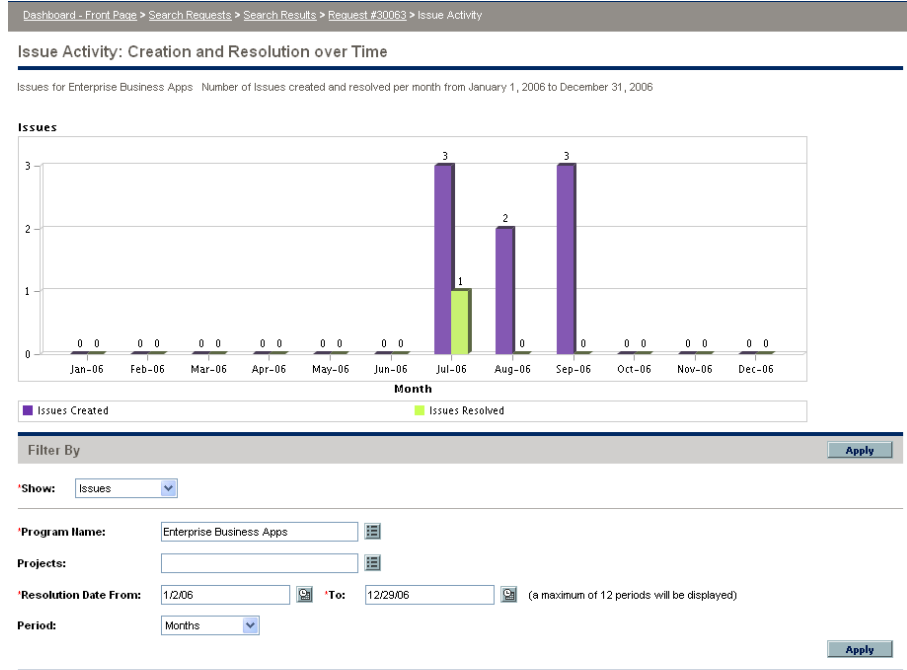 Dashboard - Front Page > Search Requests > Search Results > Request #30063 > Issue Activity
Issue Activity: Creation and Resolution over Time
Issues for Enterprise Business Apps Number of Issues created and resolved per month from January 1, 2006 to December 31, 2006
Issues
3 3
3
2
2
1
1
0 0 0 0 0 0 0 0 0 0 0 0 0 0 0 0 0 0 0 0
0
Jan-06 Feb-06 Mar-06 Apr-06 May-06 Jun-06 Jul-06 Aug-06 Sep-06 Oct-06 Nov-06 Dec-06
Month
Issues Created Issues Resolved
Filter By Apply
*Show: Issues
*Program Name: Enterprise Business Apps
Projects:
*Resolution Date From: 1/2/06 *To: 12/29/06 (a maximum of 12 periods will be displayed)
Period: Months
Apply